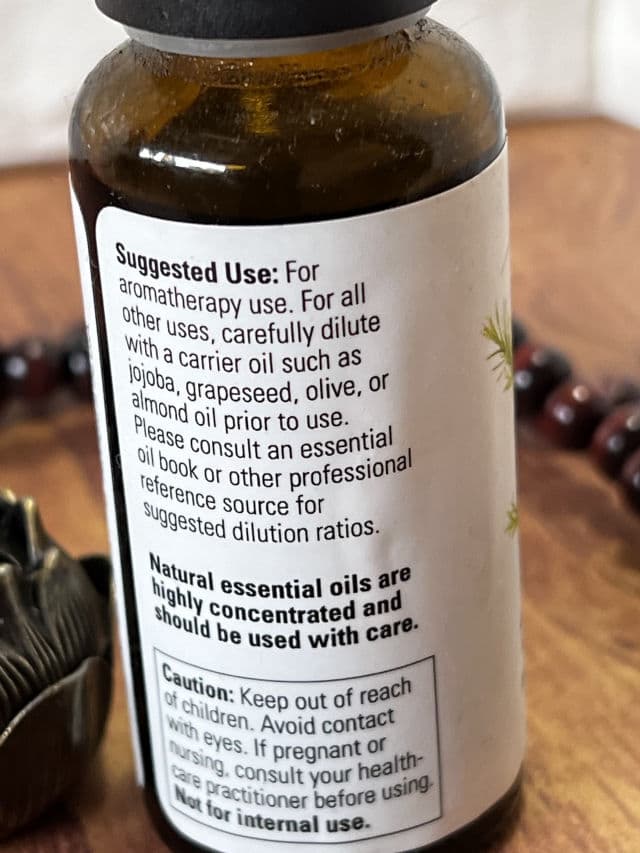 Suggested Use: For
aromatherapy use. For all
other uses, carefully dilute
with a carrier oil such as
jojoba, grapeseed, olive, or
almond oil prior to use.
Please consult an essential
oil book or other professional
reference source for
suggested dilution ratios.
Natural essential oils are
highly concentrated and
should be used with care.
Caution: Keep out of reach
of children. Avoid contact
with eyes. If pregnant or
nursing, consult your health-
care practitioner before using.
Not for internal use.